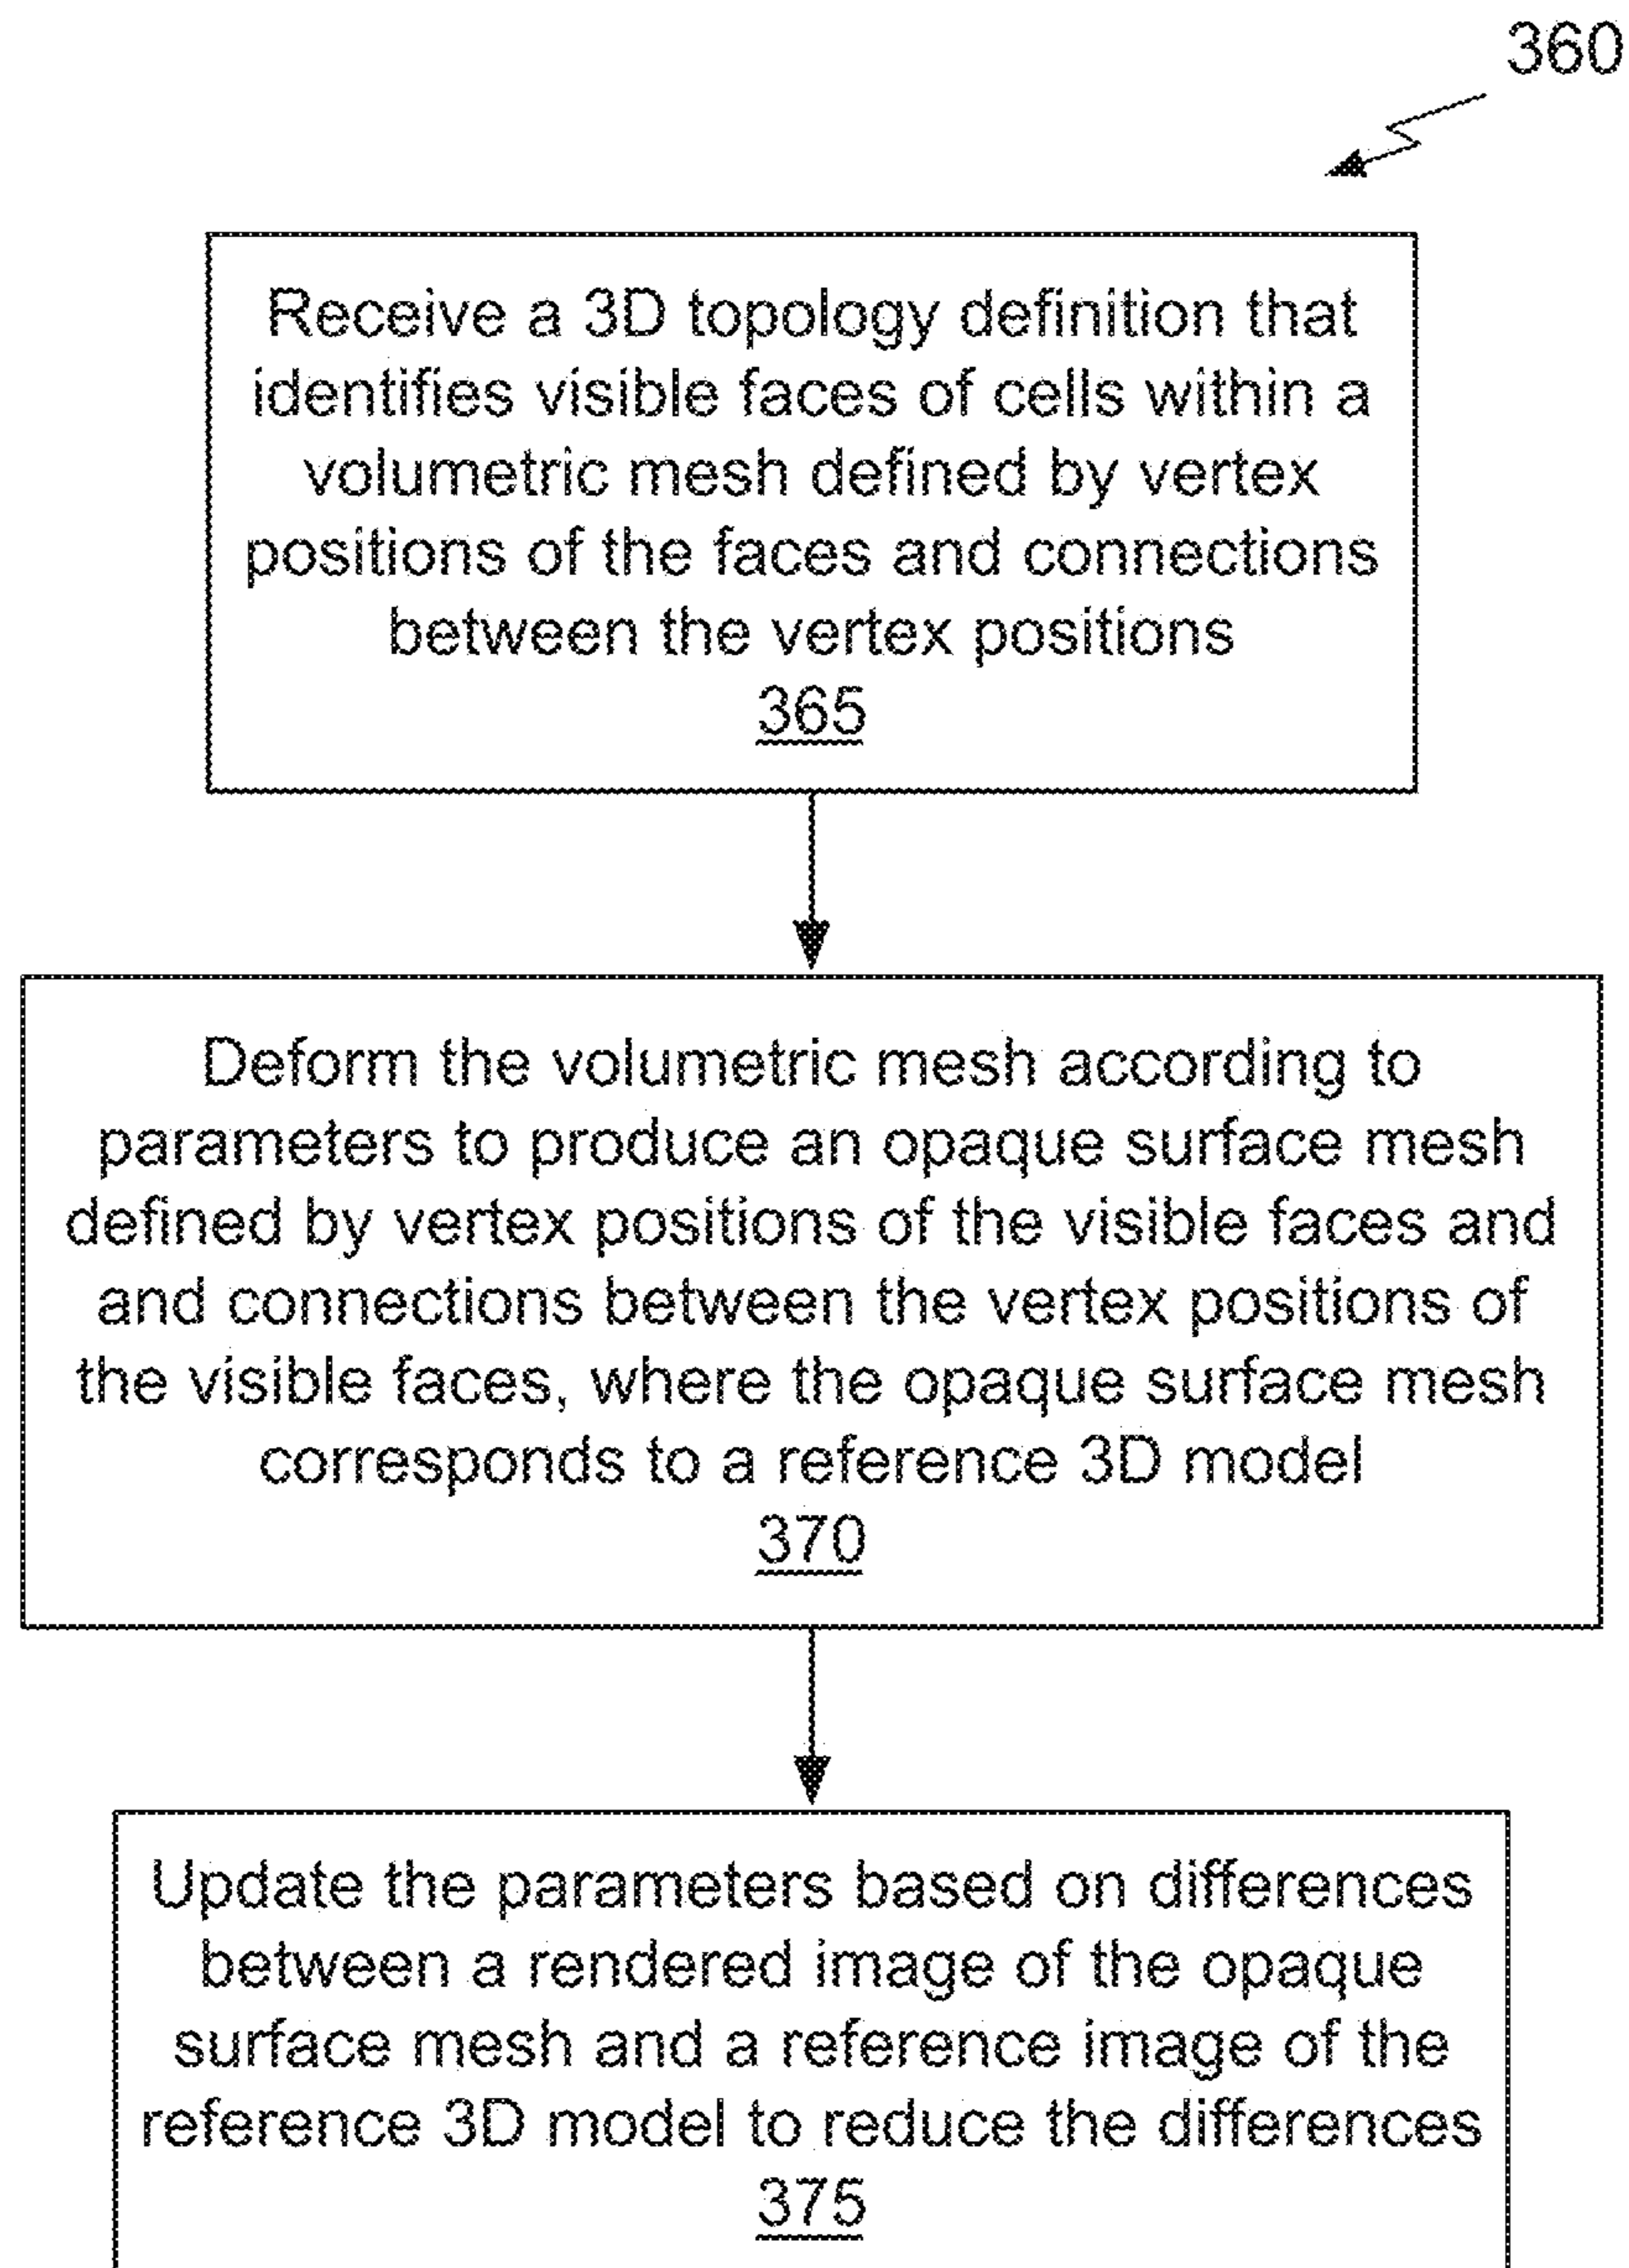 360
Receive a 3D topology definition that
identifies visible faces of cells within a
volumetric mesh defined by vertex
positions of the faces and connections
between the vertex positions
365
Deform the volumetric mesh according to
parameters to produce an opaque surface mesh
defined by vertex positions of the visible faces and
and connections between the vertex positions of
the visible faces, where the opaque surface mesh
corresponds to a reference 3D model
370
Update the parameters based on differences
between a rendered image of the opaque
surface mesh and a reference image of the
reference 3D model to reduce the differences
375